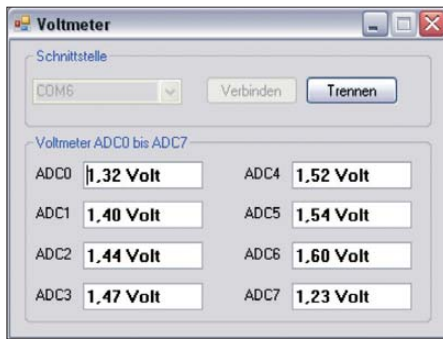 Voltmeter
Schnittstelle
COM6 Verbinden Trennen
Voltmeter ADC0 bis ADC7
ADC0 1,32 Volt ADC4 1,52 Volt
ADC1 1,40 Volt ADC5 1,54 Volt
ADC2 1,44 Volt ADC6 1,60 Volt
ADC3 1,47 Volt ADC7 1,23 Volt